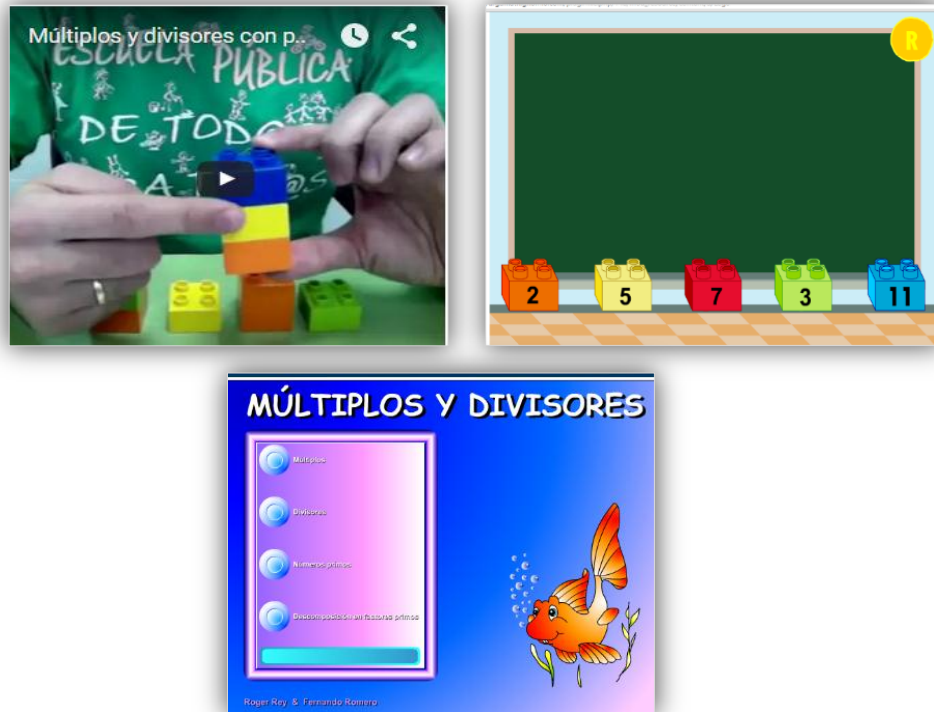 Múltiplos y divisores con p..
ESCUELA PÚBLICA
DE TOD
S
R
2 5 7 3 11
MÚLTIPLOS Y DIVISORES
Múltiplos
Divisores
Números primos
Descomposición en factores primos
Roger Rey & Fernando Romero